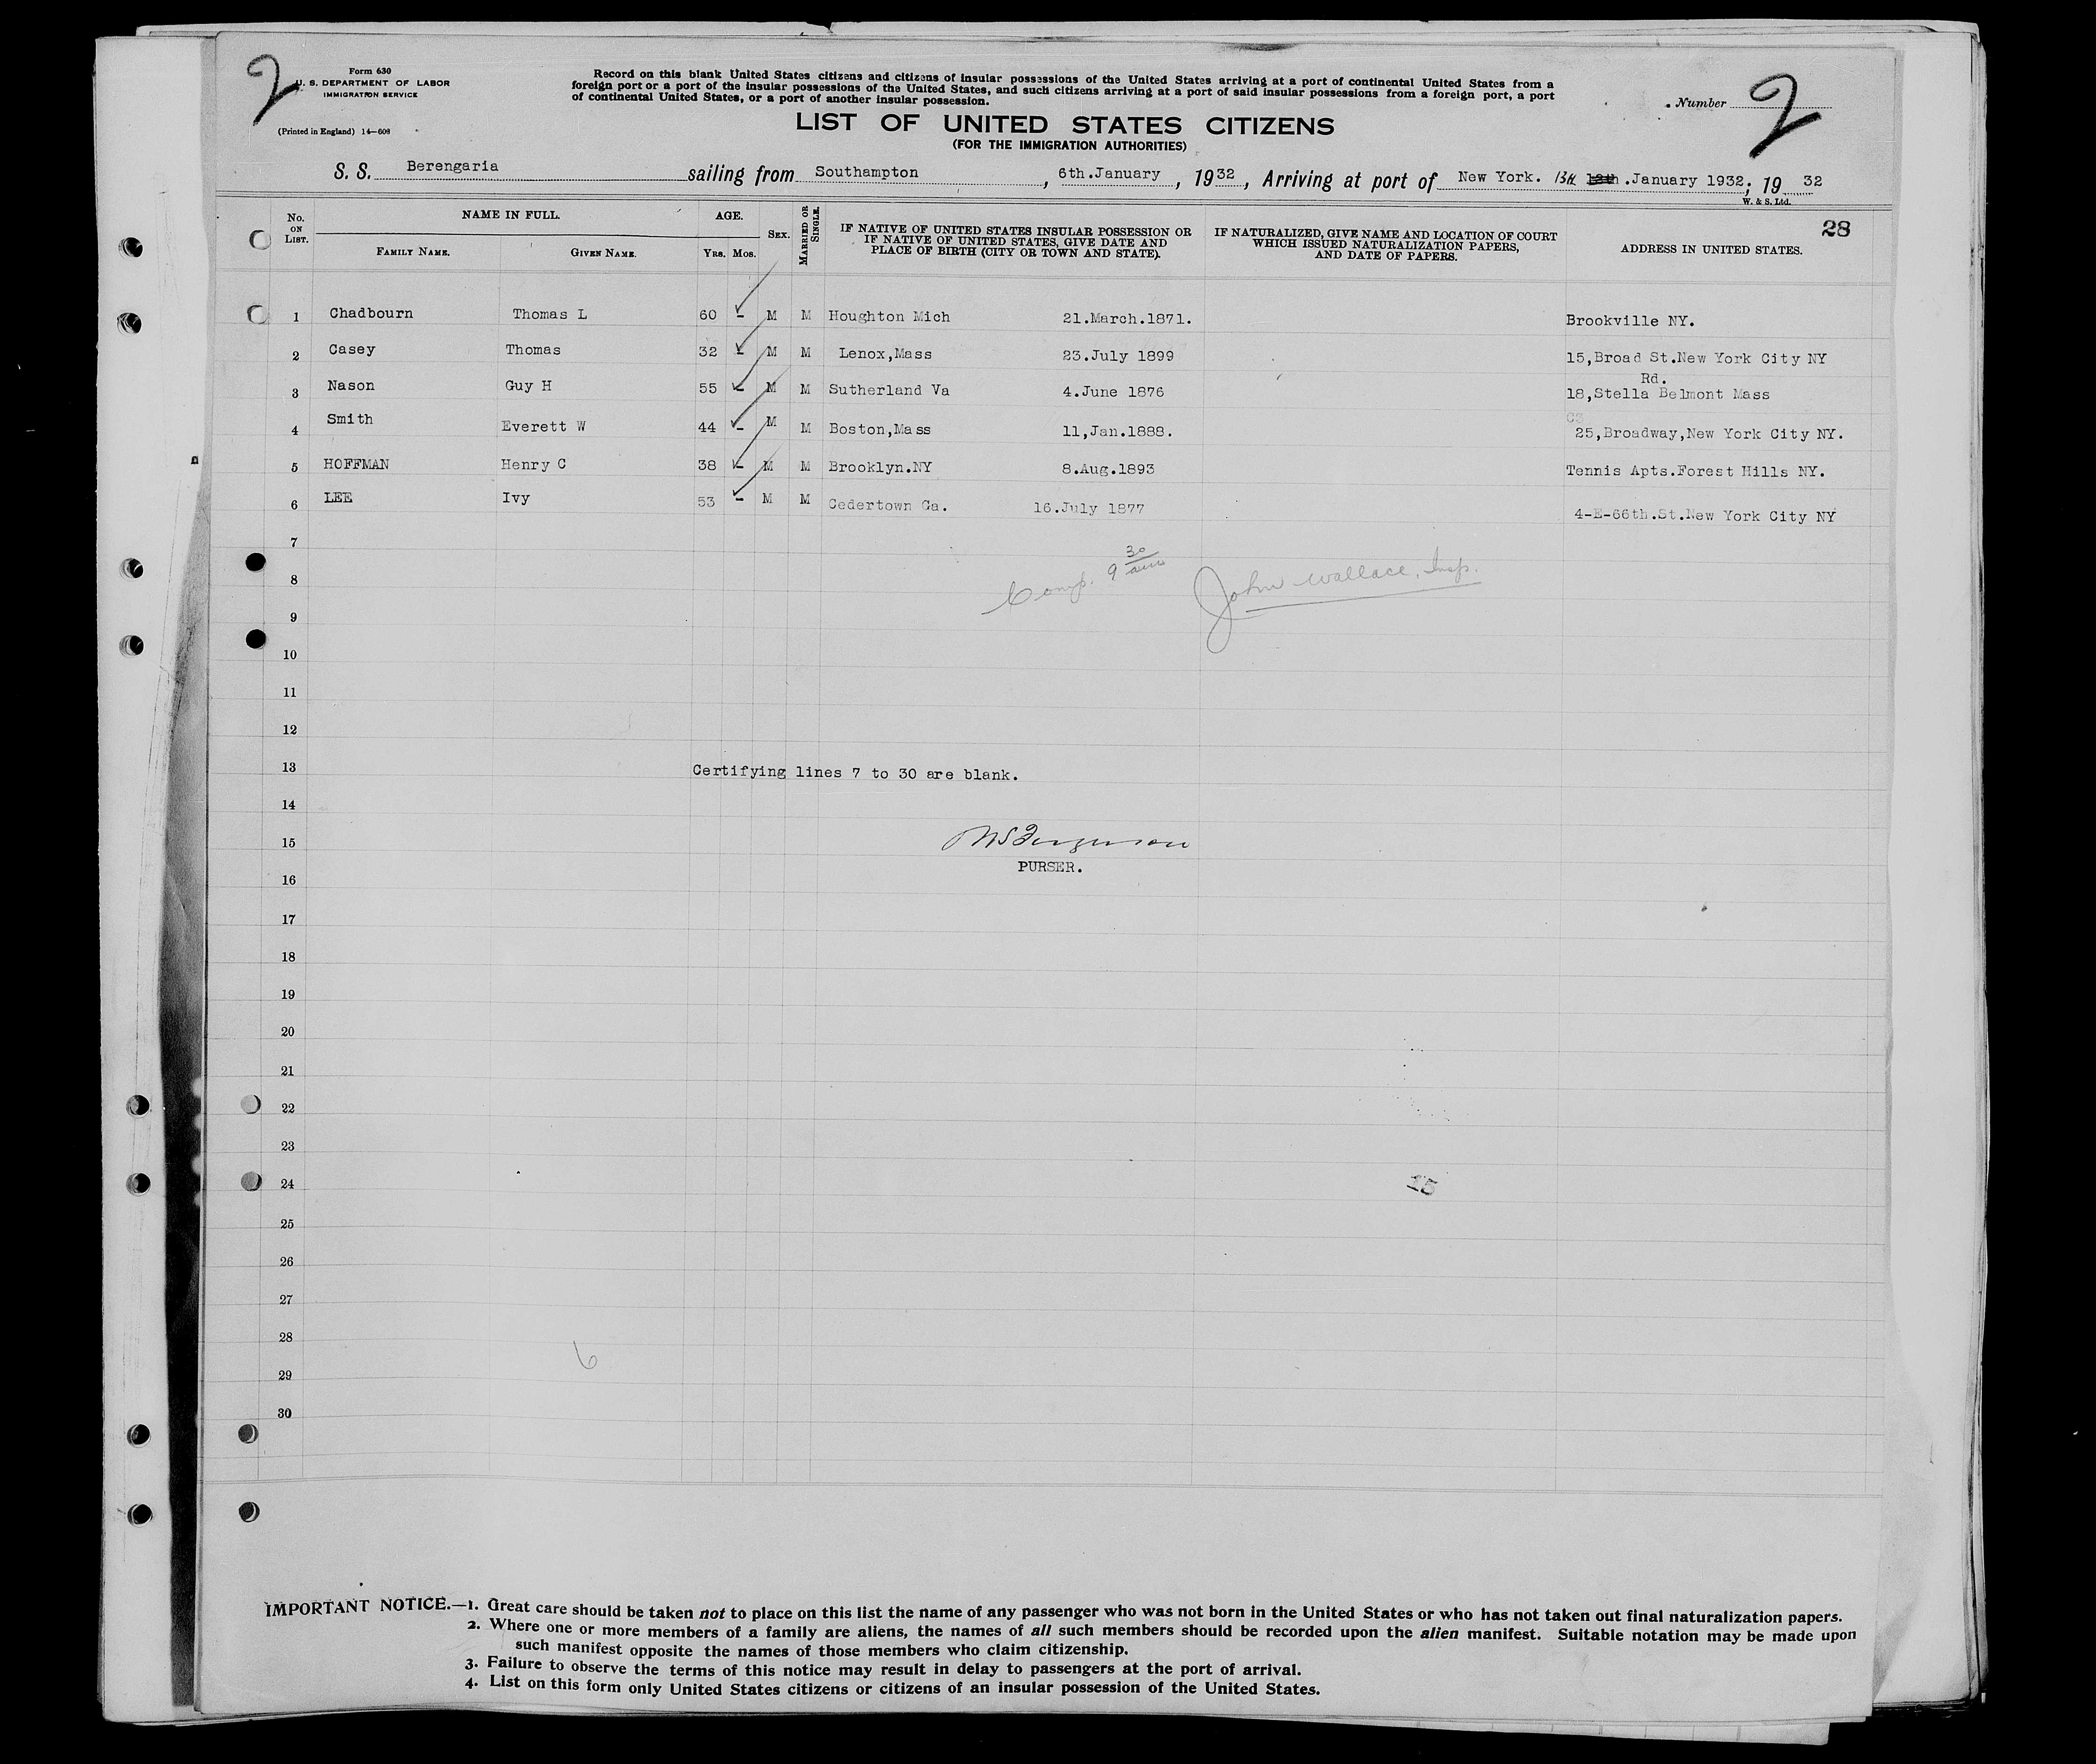 2
Form 630
U. S. DEPARTMENT OF LABOR
IMMIGRATION SERVICE
(Printed in England) 14—608
Record on this blank United States citizens and citizens of insular possessions of the United States arriving at a port of continental United States from a
foreign port or a port of the insular possessions of the United States, and such citizens arriving at a port of said insular possessions from a foreign port, a port
of continental United States, or a port of another insular possession.
Number 2
LIST OF UNITED STATES CITIZENS
(FOR THE IMMIGRATION AUTHORITIES)
S. S. Berengaria sailing from Southampton, 6th.January, 1932, Arriving at port of New York. 13th 12th.January 1932; 19 32
W. & S. Ltd.
28
No. ON LIST. NAME IN FULL. FAMILY NAME. GIVEN NAME. AGE. YRS. MOS. SEX. MARRIED OR SINGLE. IF NATIVE OF UNITED STATES INSULAR POSSESSION OR IF NATIVE OF UNITED STATES, GIVE DATE AND PLACE OF BIRTH (CITY OR TOWN AND STATE). IF NATURALIZED, GIVE NAME AND LOCATION OF COURT WHICH ISSUED NATURALIZATION PAPERS, AND DATE OF PAPERS. ADDRESS IN UNITED STATES.
1 Chadbourn Thomas L 60 - M M Houghton Mich 21.March.1871. Brookville NY.
2 Casey Thomas 32 - M M Lenox,Mass 23.July 1899 15,Broad St.New York City NY
Rd.
3 Nason Guy H 55 - M M Sutherland Va 4.June 1876 18,Stella Belmont Mass
4 Smith Everett W 44 - M M Boston,Mass 11,Jan.1888. 25,Broadway,New York City NY.
5 HOFFMAN Henry C 38 - M M Brooklyn.NY 8.Aug.1893 Tennis Apts.Forest Hills NY.
6 LEE Ivy 53 - M M Cedertown Ga. 16.July 1877 4-E-66th.St.New York City NY
7
8 Comp. 9 30 am John Wallace, Insp.
9
10
11
12
13 Certifying lines 7 to 30 are blank.
14
15
PURSER.
16
17
18
19
20
21
22
23
24 15
25
26
27
28 6
29
30
IMPORTANT NOTICE.—1. Great care should be taken not to place on this list the name of any passenger who was not born in the United States or who has not taken out final naturalization papers.
2. Where one or more members of a family are aliens, the names of all such members should be recorded upon the alien manifest. Suitable notation may be made upon
such manifest opposite the names of those members who claim citizenship.
3. Failure to observe the terms of this notice may result in delay to passengers at the port of arrival.
4. List on this form only United States citizens or citizens of an insular possession of the United States.